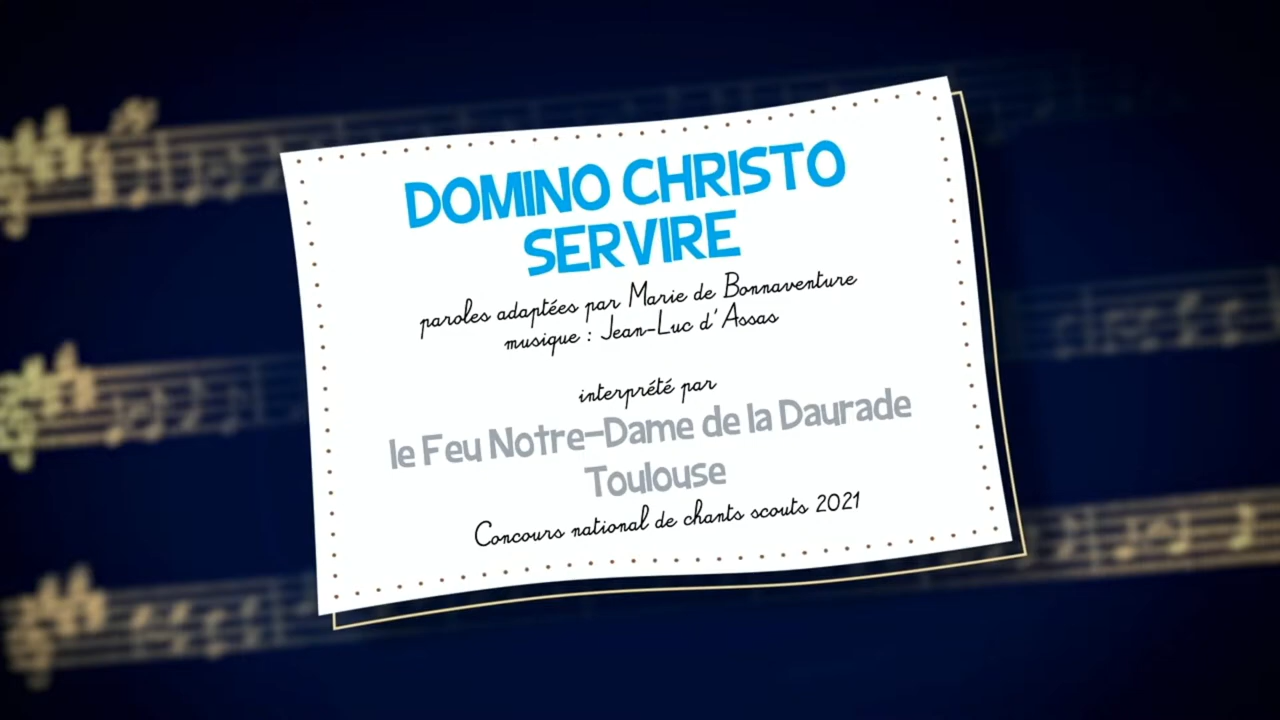 DOMINO CHRISTO
SERVIRE
paroles adaptées par Marie de Bonnaventure
musique : Jean-Luc d'Assas
interprété par
le Feu Notre-Dame de la Daurade
Toulouse
Concours national de chants scouts 2021